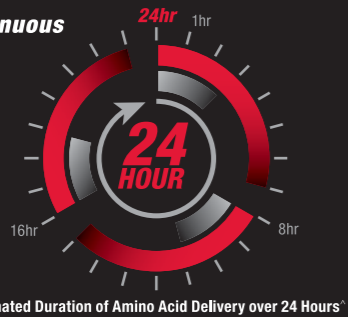 nuous
24hr
1hr
24
HOUR
16hr
8hr
nated Duration of Amino Acid Delivery over 24 Hours^